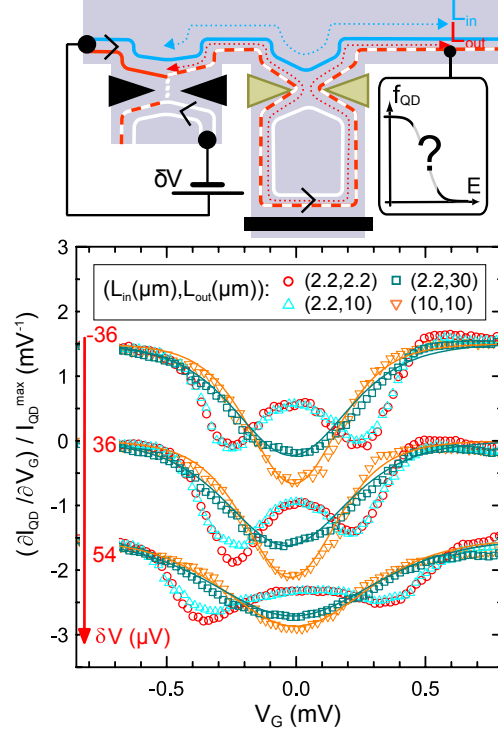 L_in
L_out
f_QD
?
E
δV
(L_in(μm),L_out(μm)):
(2.2,2.2)
(2.2,30)
(2.2,10)
(10,10)
3
2
1
0
-1
-2
-3
-36
36
54
δV (μV)
(∂I_QD/∂V_G) / I_QD^max (mV⁻¹)
-0.5
0.0
0.5
V_G (mV)